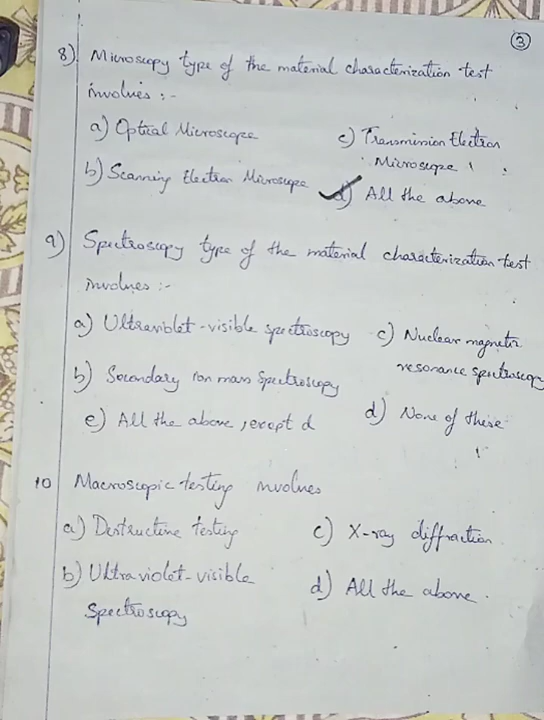 3
8) Microscopy type of the material characterization test
involves :-
a) Optical Microscope
c) Transmission Electron
Microscope
b) Scanning Electron Microscope
d) All the above
9) Spectroscopy type of the material characterization test
involves :-
a) Ultraviolet-visible spectroscopy
c) Nuclear magnetic
resonance spectroscopy
b) Secondary ion mass Spectroscopy
d) None of these
e) All the above, except d
10 Macroscopic testing involves
a) Destructive testing
c) X-ray diffraction
b) Ultraviolet-visible
Spectroscopy
d) All the above.